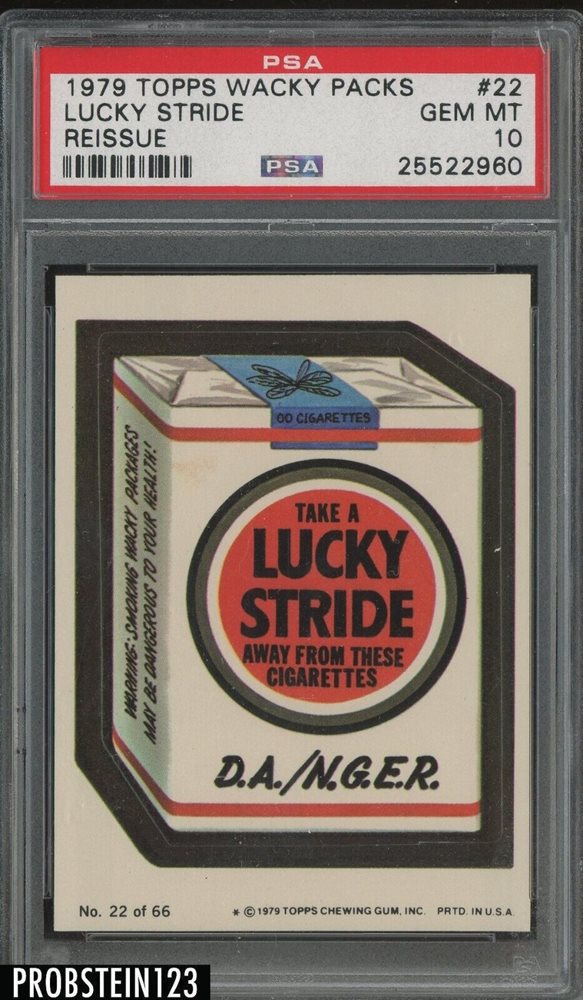 PSA
1979 TOPPS WACKY PACKS #22
LUCKY STRIDE GEM MT
REISSUE 10
PSA 25522960
OO CIGARETTES
WARNING: SMOKING WACKY PACKAGES
MAY BE DANGEROUS TO YOUR HEALTH!
TAKE A
LUCKY
STRIDE
AWAY FROM THESE
CIGARETTES
D.A./N.G.E.R.
No. 22 of 66 * © 1979 TOPPS CHEWING GUM, INC. PRTD. IN U.S.A.
PROBSTEIN123